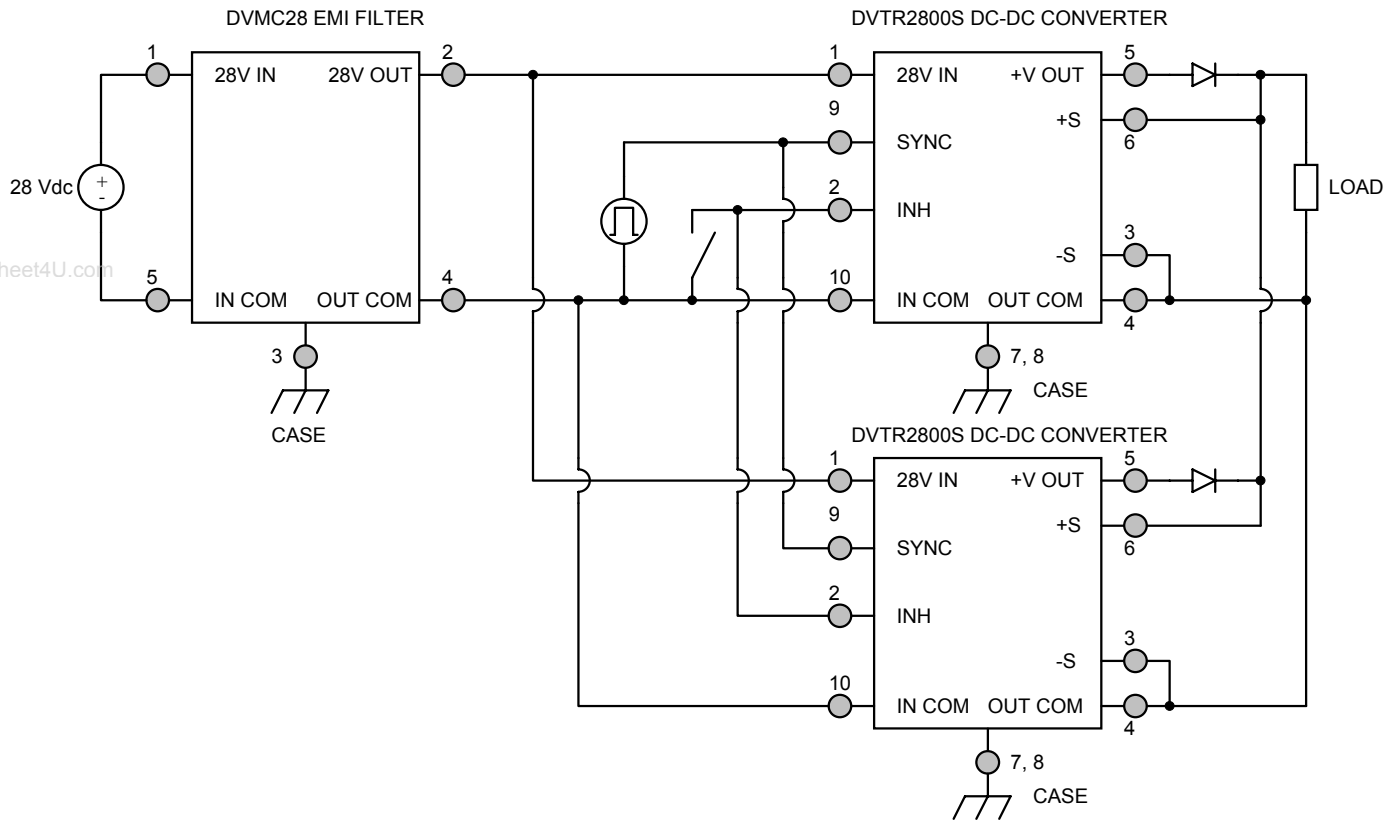 DVMC28 EMI FILTER
DVTR2800S DC-DC CONVERTER
1
28V IN
28V OUT
2
1
28V IN
+V OUT
5
9
SYNC
+S
6
28 Vdc
+
-
2
INH
LOAD
heet4U.com
-S
3
5
IN COM
OUT COM
4
10
IN COM
OUT COM
4
3
CASE
7, 8
CASE
DVTR2800S DC-DC CONVERTER
1
28V IN
+V OUT
5
9
SYNC
+S
6
2
INH
-S
3
10
IN COM
OUT COM
4
7, 8
CASE